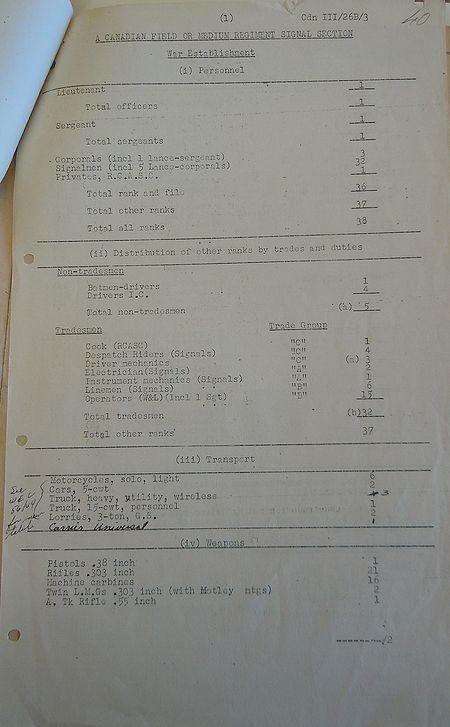 (1) Cdn III/26B/3 40
A CANADIAN FIELD OR MEDIUM REGIMENT SIGNAL SECTION
War Establishment
(i) Personnel
Lieutenant 1
Total officers 1
Sergeant 1
Total sergeants 1
Corporals (incl 1 lance-sergeant) 3
Signalmen (incl 5 Lance-corporals) 32
Privates, R.C.A.S.C. 1
Total rank and file 36
Total other ranks 37
Total all ranks 38
(ii) Distribution of other ranks by trades and duties
Non-tradesmen
Batmen-drivers 1
Drivers I.C. 4
Total non-tradesmen (a) 5
Tradesmen Trade Group
Cook (RCASC) "C" 1
Despatch Riders (Signals) "C" 4
Driver mechanics "C" (a) 3
Electrician(Signals) "A" 2
Instrument mechanics (Signals) "A" 1
Linemen (Signals) "B" 6
Operators (W&L)(Incl 1 Sgt) 15
Total tradesmen (b)32
Total other ranks 37
(iii) Transport
Motorcycles, solo, light 6
Cars, 5-cwt 2
Truck, heavy, utility, wireless 3
Truck, 15-cwt, personnel 1
Lorries, 3-ton, G.S. 2
Carrier Universal 1
See
(iv) Weapons
Pistols .38 inch 1
Rifles .303 inch 21
Machine carbines 16
Twin L.M.Gs .303 inch (with Motley mtgs) 2
A. Tk Rifle .55 inch 1
------/2